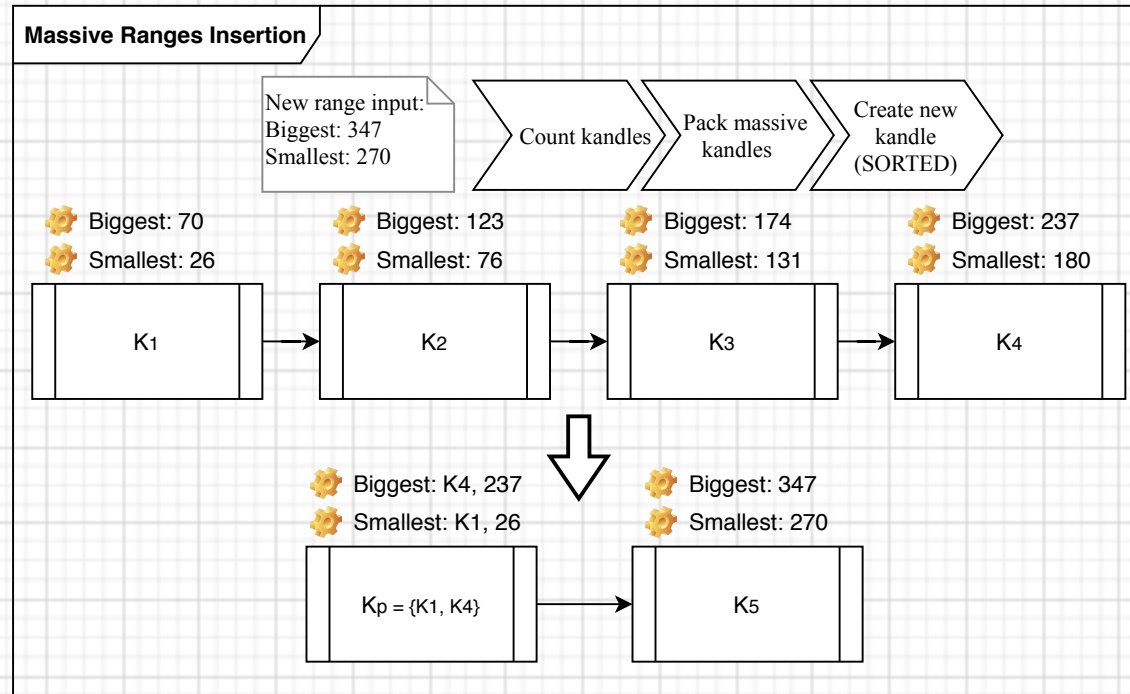 Massive Ranges Insertion
New range input:
Biggest: 347
Smallest: 270
Count kandles
Pack massive
kandles
Create new
kandle
(SORTED)
Biggest: 70
Smallest: 26
Biggest: 123
Smallest: 76
Biggest: 174
Smallest: 131
Biggest: 237
Smallest: 180
K1
K2
K3
K4
Biggest: K4, 237
Smallest: K1, 26
Biggest: 347
Smallest: 270
Kp = {K1, K4}
K5